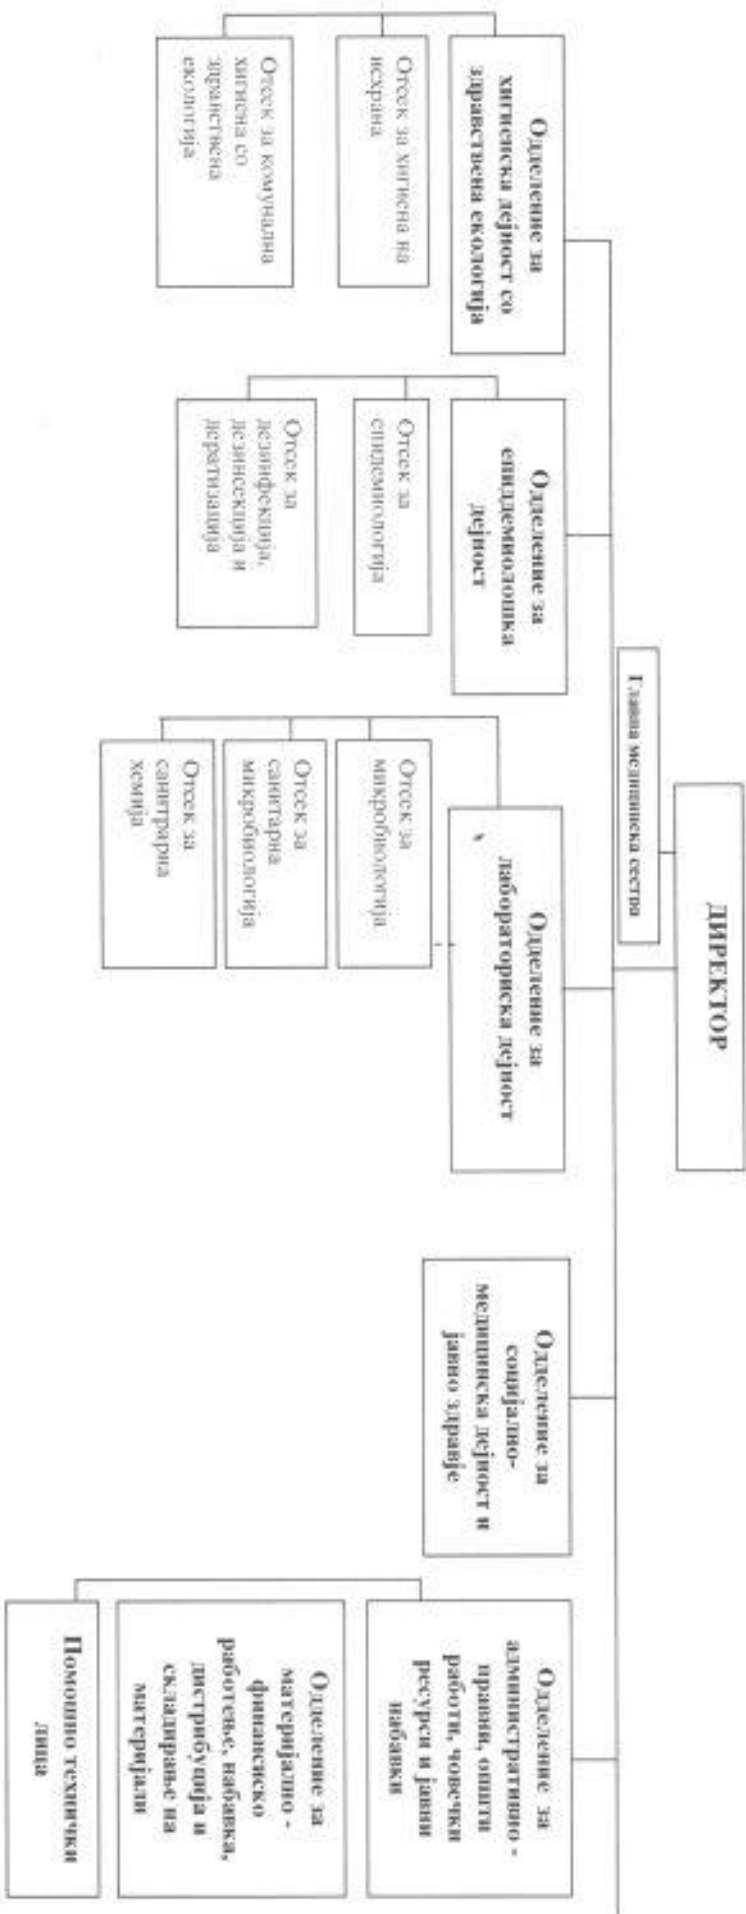 ДИРЕКТОР
Главна медицинска сестра
Одделение за
хигиенска дејност со
здравствена екологија
Отсек за хигиена на
исхрана
Отсек за комунална
хигиена со
здравствена
екологија
Одделение за
епиддемиолошка
дејност
Отсек за
епидемиологија
Отсек за
дезинфекција,
дезинсекција и
дератизација
Одделение за
лабораториска дејност
Отсек за
микробиологија
Отсек за
санитарна
микробиологија
Отсек за
санитрарна
хемија
Одделение за
социјално-
медицинска дејност и
јавно здравје
Одделение за
административно -
правни, општи
работи, човечки
ресурси и јавни
набавки
Одделение за
материјално -
финансиско
работење, набавка,
дистрибуција и
складирање на
материјали
Помошно технички
лица